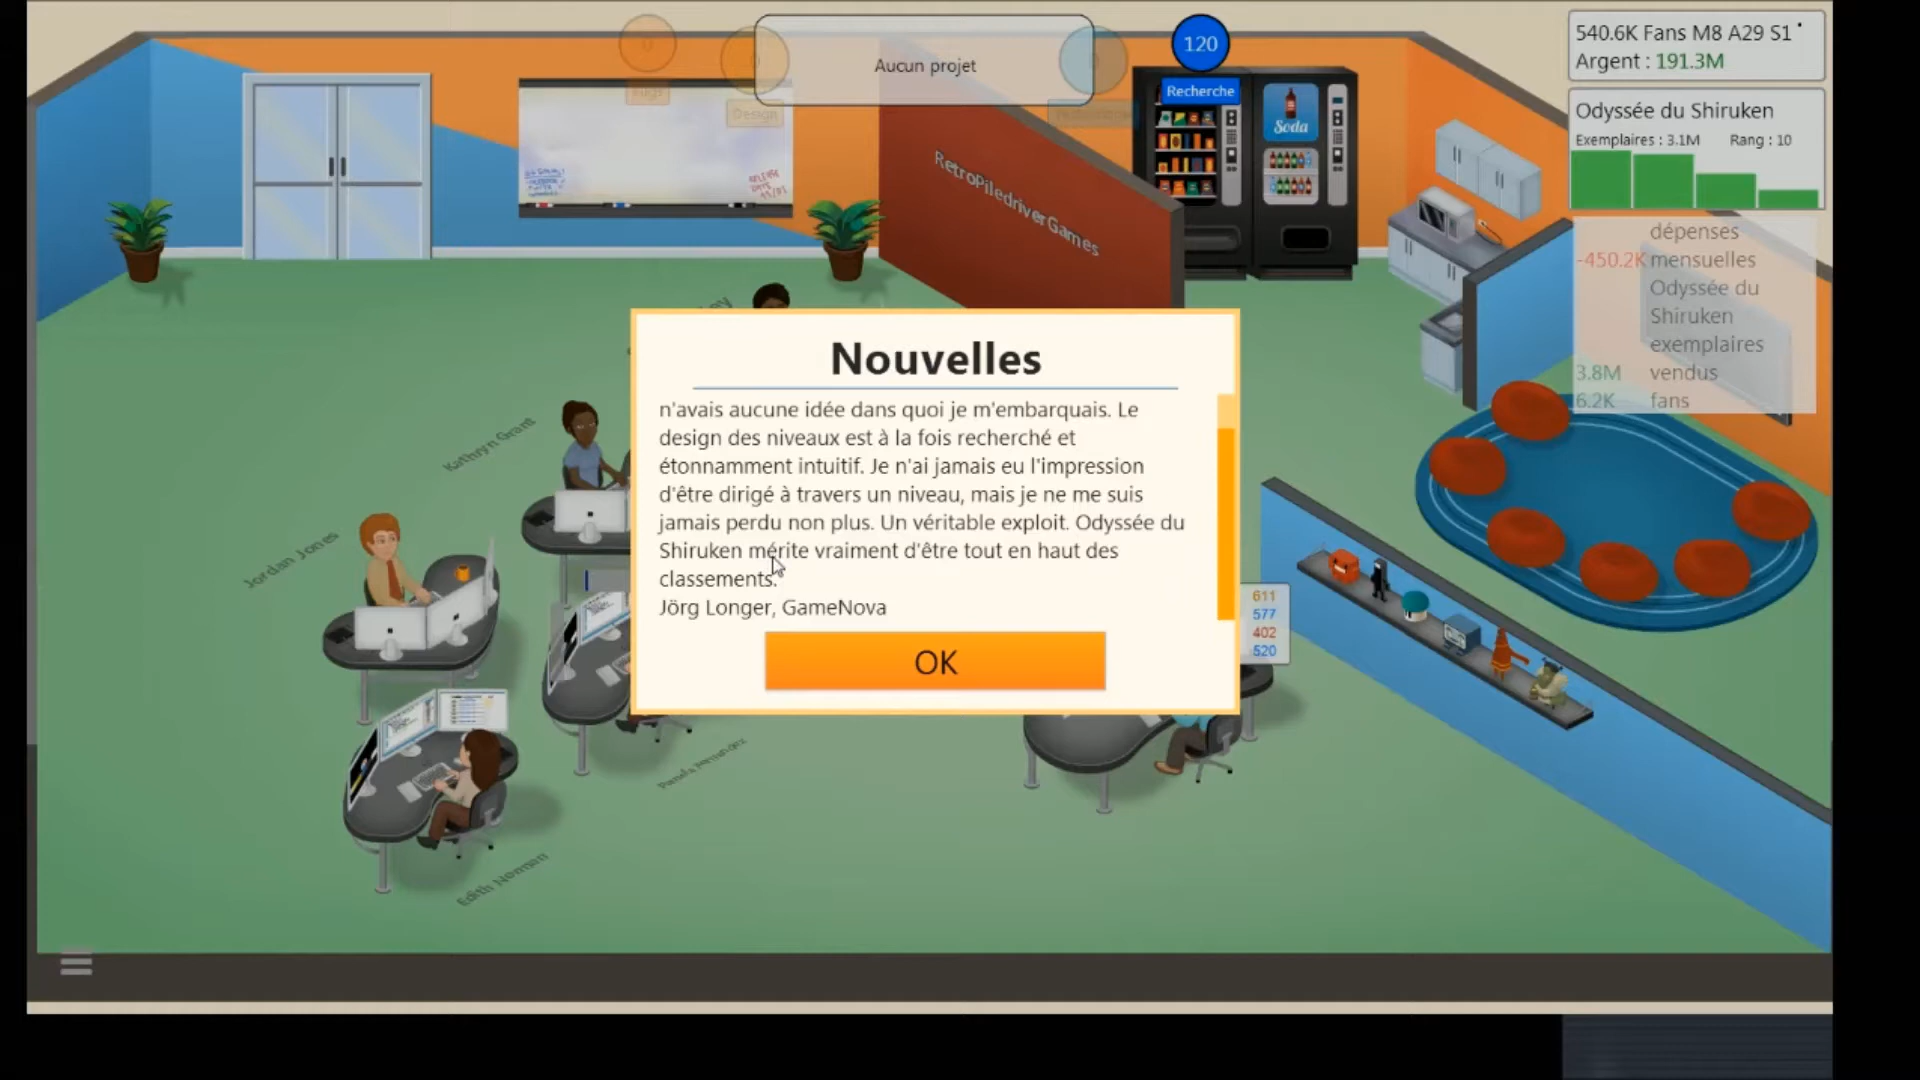 Aucun projet
120
Recherche
Bugs
Design
540.6K Fans M8 A29 S1
Argent : 191.3M
Odyssée du Shiruken
Exemplaires : 3.1M Rang : 10
dépenses
-450.2K mensuelles
Odyssée du
Shiruken
exemplaires
3.8M vendus
6.2K fans
Soda
RELEASE
DATE
RetroPiledriverGames
Nouvelles
n'avais aucune idée dans quoi je m'embarquais. Le
design des niveaux est à la fois recherché et
étonnamment intuitif. Je n'ai jamais eu l'impression
d'être dirigé à travers un niveau, mais je ne me suis
jamais perdu non plus. Un véritable exploit. Odyssée du
Shiruken mérite vraiment d'être tout en haut des
classements.
Jörg Longer, GameNova
OK
Kathryn Grant
Jordan Jones
Edith Norman
611
577
402
520